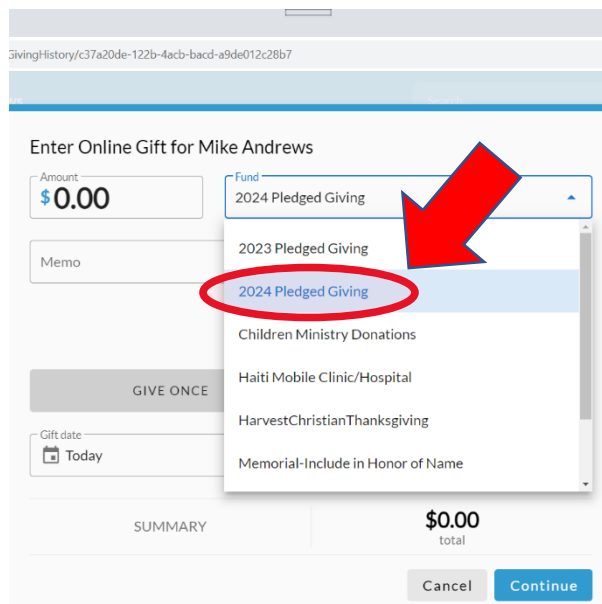 GivingHistory/c37a20de-122b-4acb-bacd-a9de012c28b7
Enter Online Gift for Mike Andrews
Amount
$0.00
Fund
2024 Pledged Giving
Memo
2023 Pledged Giving
2024 Pledged Giving
Children Ministry Donations
Haiti Mobile Clinic/Hospital
HarvestChristianThanksgiving
Memorial-Include in Honor of Name
GIVE ONCE
Gift date
Today
SUMMARY
$0.00
total
Cancel
Continue